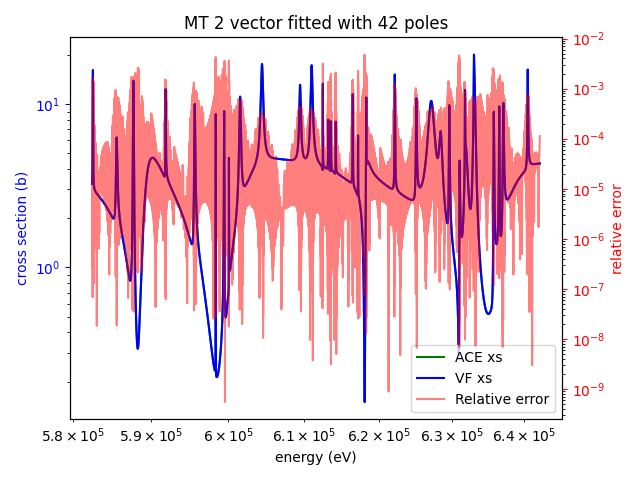 MT 2 vector fitted with 42 poles
cross section (b)
10¹
10⁰
10⁻²
10⁻³
10⁻⁴
10⁻⁵
10⁻⁶
10⁻⁷
10⁻⁸
10⁻⁹
relative error
ACE xs
VF xs
Relative error
5.8 × 10⁵ 5.9 × 10⁵ 6 × 10⁵ 6.1 × 10⁵ 6.2 × 10⁵ 6.3 × 10⁵ 6.4 × 10⁵
energy (eV)